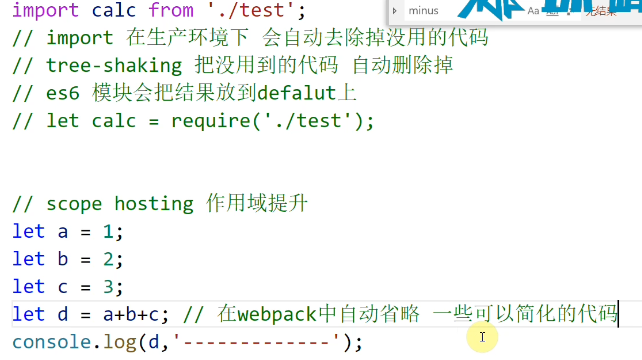 import calc from './test';
minus
Aa
无结果
// import 在生产环境下 会自动去除掉没用的代码
// tree-shaking 把没用到的代码 自动删除掉
// es6 模块会把结果放到defalut上
// let calc = require('./test');
// scope hosting 作用域提升
let a = 1;
let b = 2;
let c = 3;
let d = a+b+c; // 在webpack中自动省略 一些可以简化的代码
console.log(d,'-------------');